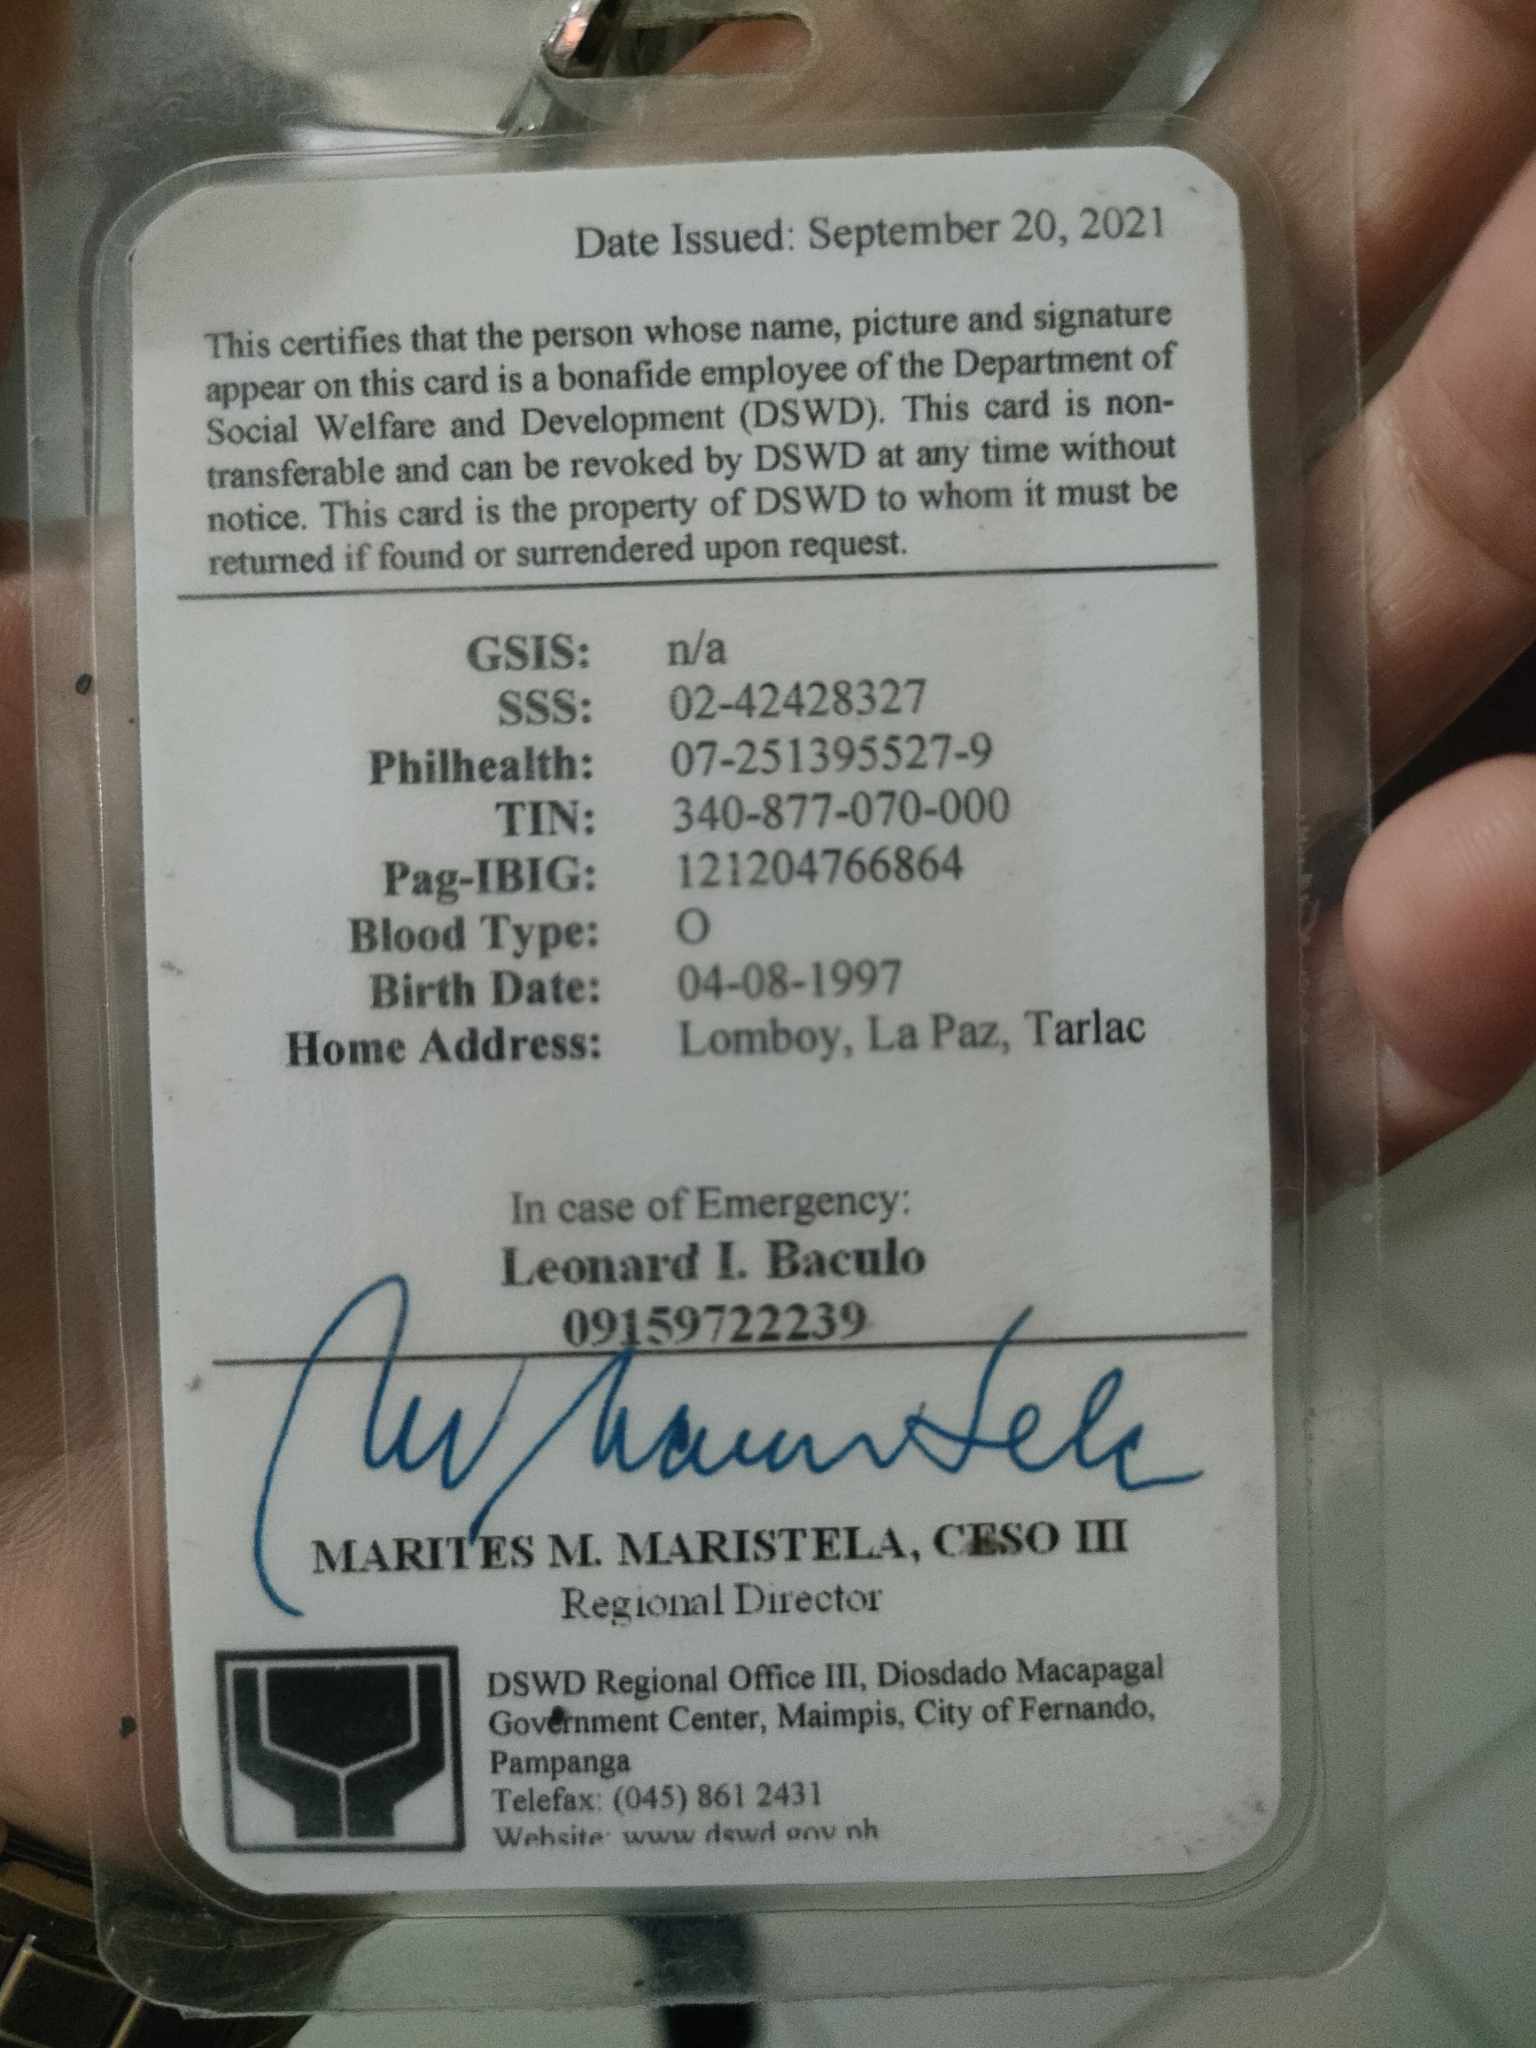 Date Issued: September 20, 2021
This certifies that the person whose name, picture and signature
appear on this card is a bonafide employee of the Department of
Social Welfare and Development (DSWD). This card is non-
transferable and can be revoked by DSWD at any time without
notice. This card is the property of DSWD to whom it must be
returned if found or surrendered upon request.
GSIS: n/a
SSS: 02-42428327
Philhealth: 07-251395527-9
TIN: 340-877-070-000
Pag-IBIG: 121204766864
Blood Type: O
Birth Date: 04-08-1997
Home Address: Lomboy, La Paz, Tarlac
In case of Emergency:
Leonard I. Baculo
09159722239
MARITES M. MARISTELA, CESO III
Regional Director
DSWD Regional Office III, Diosdado Macapagal
Government Center, Maimpis, City of Fernando,
Pampanga
Telefax: (045) 861 2431
Website: www.dswd.gov.ph